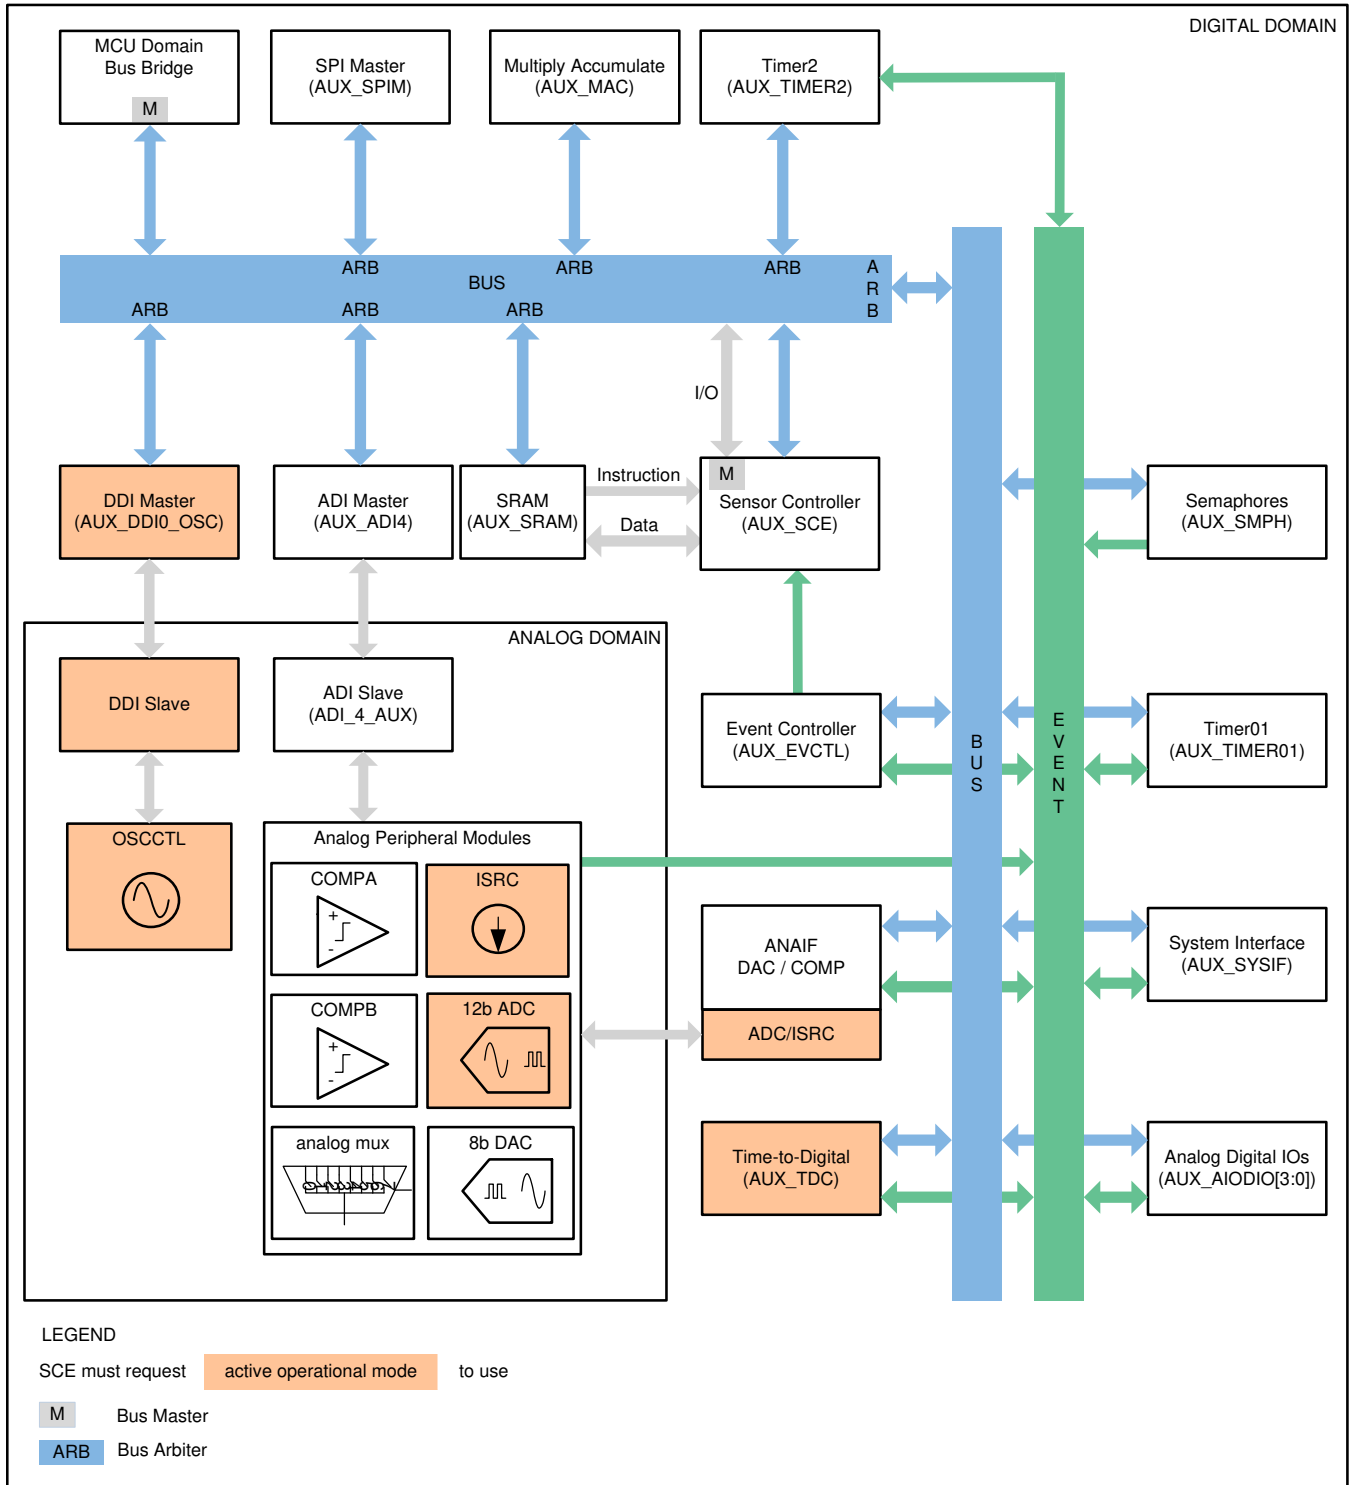 DIGITAL DOMAIN
MCU Domain
Bus Bridge
M
SPI Master
(AUX_SPIM)
Multiply Accumulate
(AUX_MAC)
Timer2
(AUX_TIMER2)
ARB
ARB
ARB
BUS
A
R
B
ARB
ARB
ARB
I/O
DDI Master
(AUX_DDI0_OSC)
ADI Master
(AUX_ADI4)
SRAM
(AUX_SRAM)
Instruction
Data
M
Sensor Controller
(AUX_SCE)
Semaphores
(AUX_SMPH)
ANALOG DOMAIN
DDI Slave
ADI Slave
(ADI_4_AUX)
Event Controller
(AUX_EVCTL)
B
U
S
E
V
E
N
T
Timer01
(AUX_TIMER01)
OSCCTL
Analog Peripheral Modules
COMPA
ISRC
COMPB
12b ADC
analog mux
8b DAC
ANAIF
DAC / COMP
ADC/ISRC
System Interface
(AUX_SYSIF)
Time-to-Digital
(AUX_TDC)
Analog Digital IOs
(AUX_AIODIO[3:0])
LEGEND
SCE must request active operational mode to use
M Bus Master
ARB Bus Arbiter